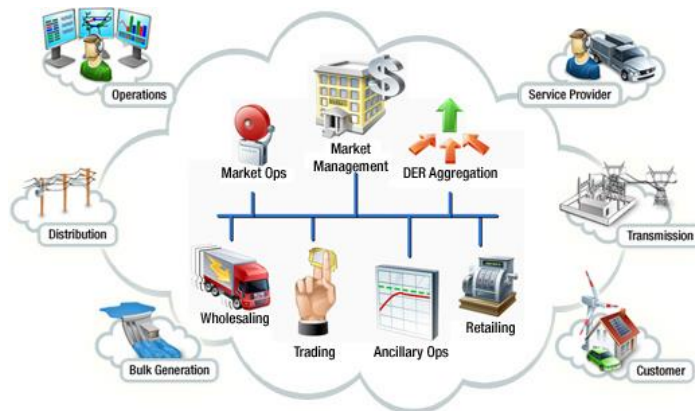 Operations
Service Provider
Market
Management
Market Ops
DER Aggregation
Distribution
Transmission
Wholesaling
Trading
Ancillary Ops
Retailing
Bulk Generation
Customer